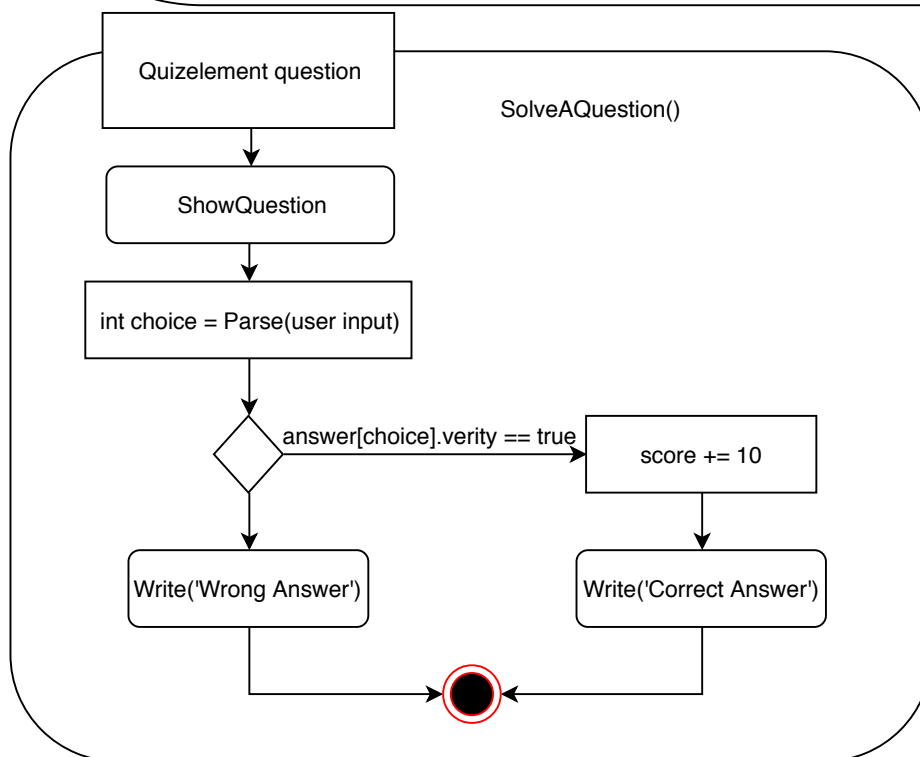 Quizelement question
SolveAQuestion()
ShowQuestion
int choice = Parse(user input)
answer[choice].verity == true
score += 10
Write('Wrong Answer')
Write('Correct Answer')